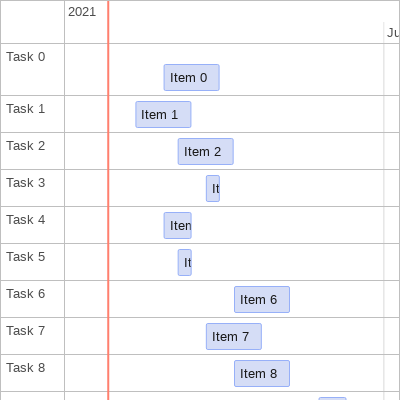 2021
Ju
Task 0
Item 0
Task 1
Item 1
Task 2
Item 2
Task 3
It
Task 4
Iten
Task 5
It
Task 6
Item 6
Task 7
Item 7
Task 8
Item 8